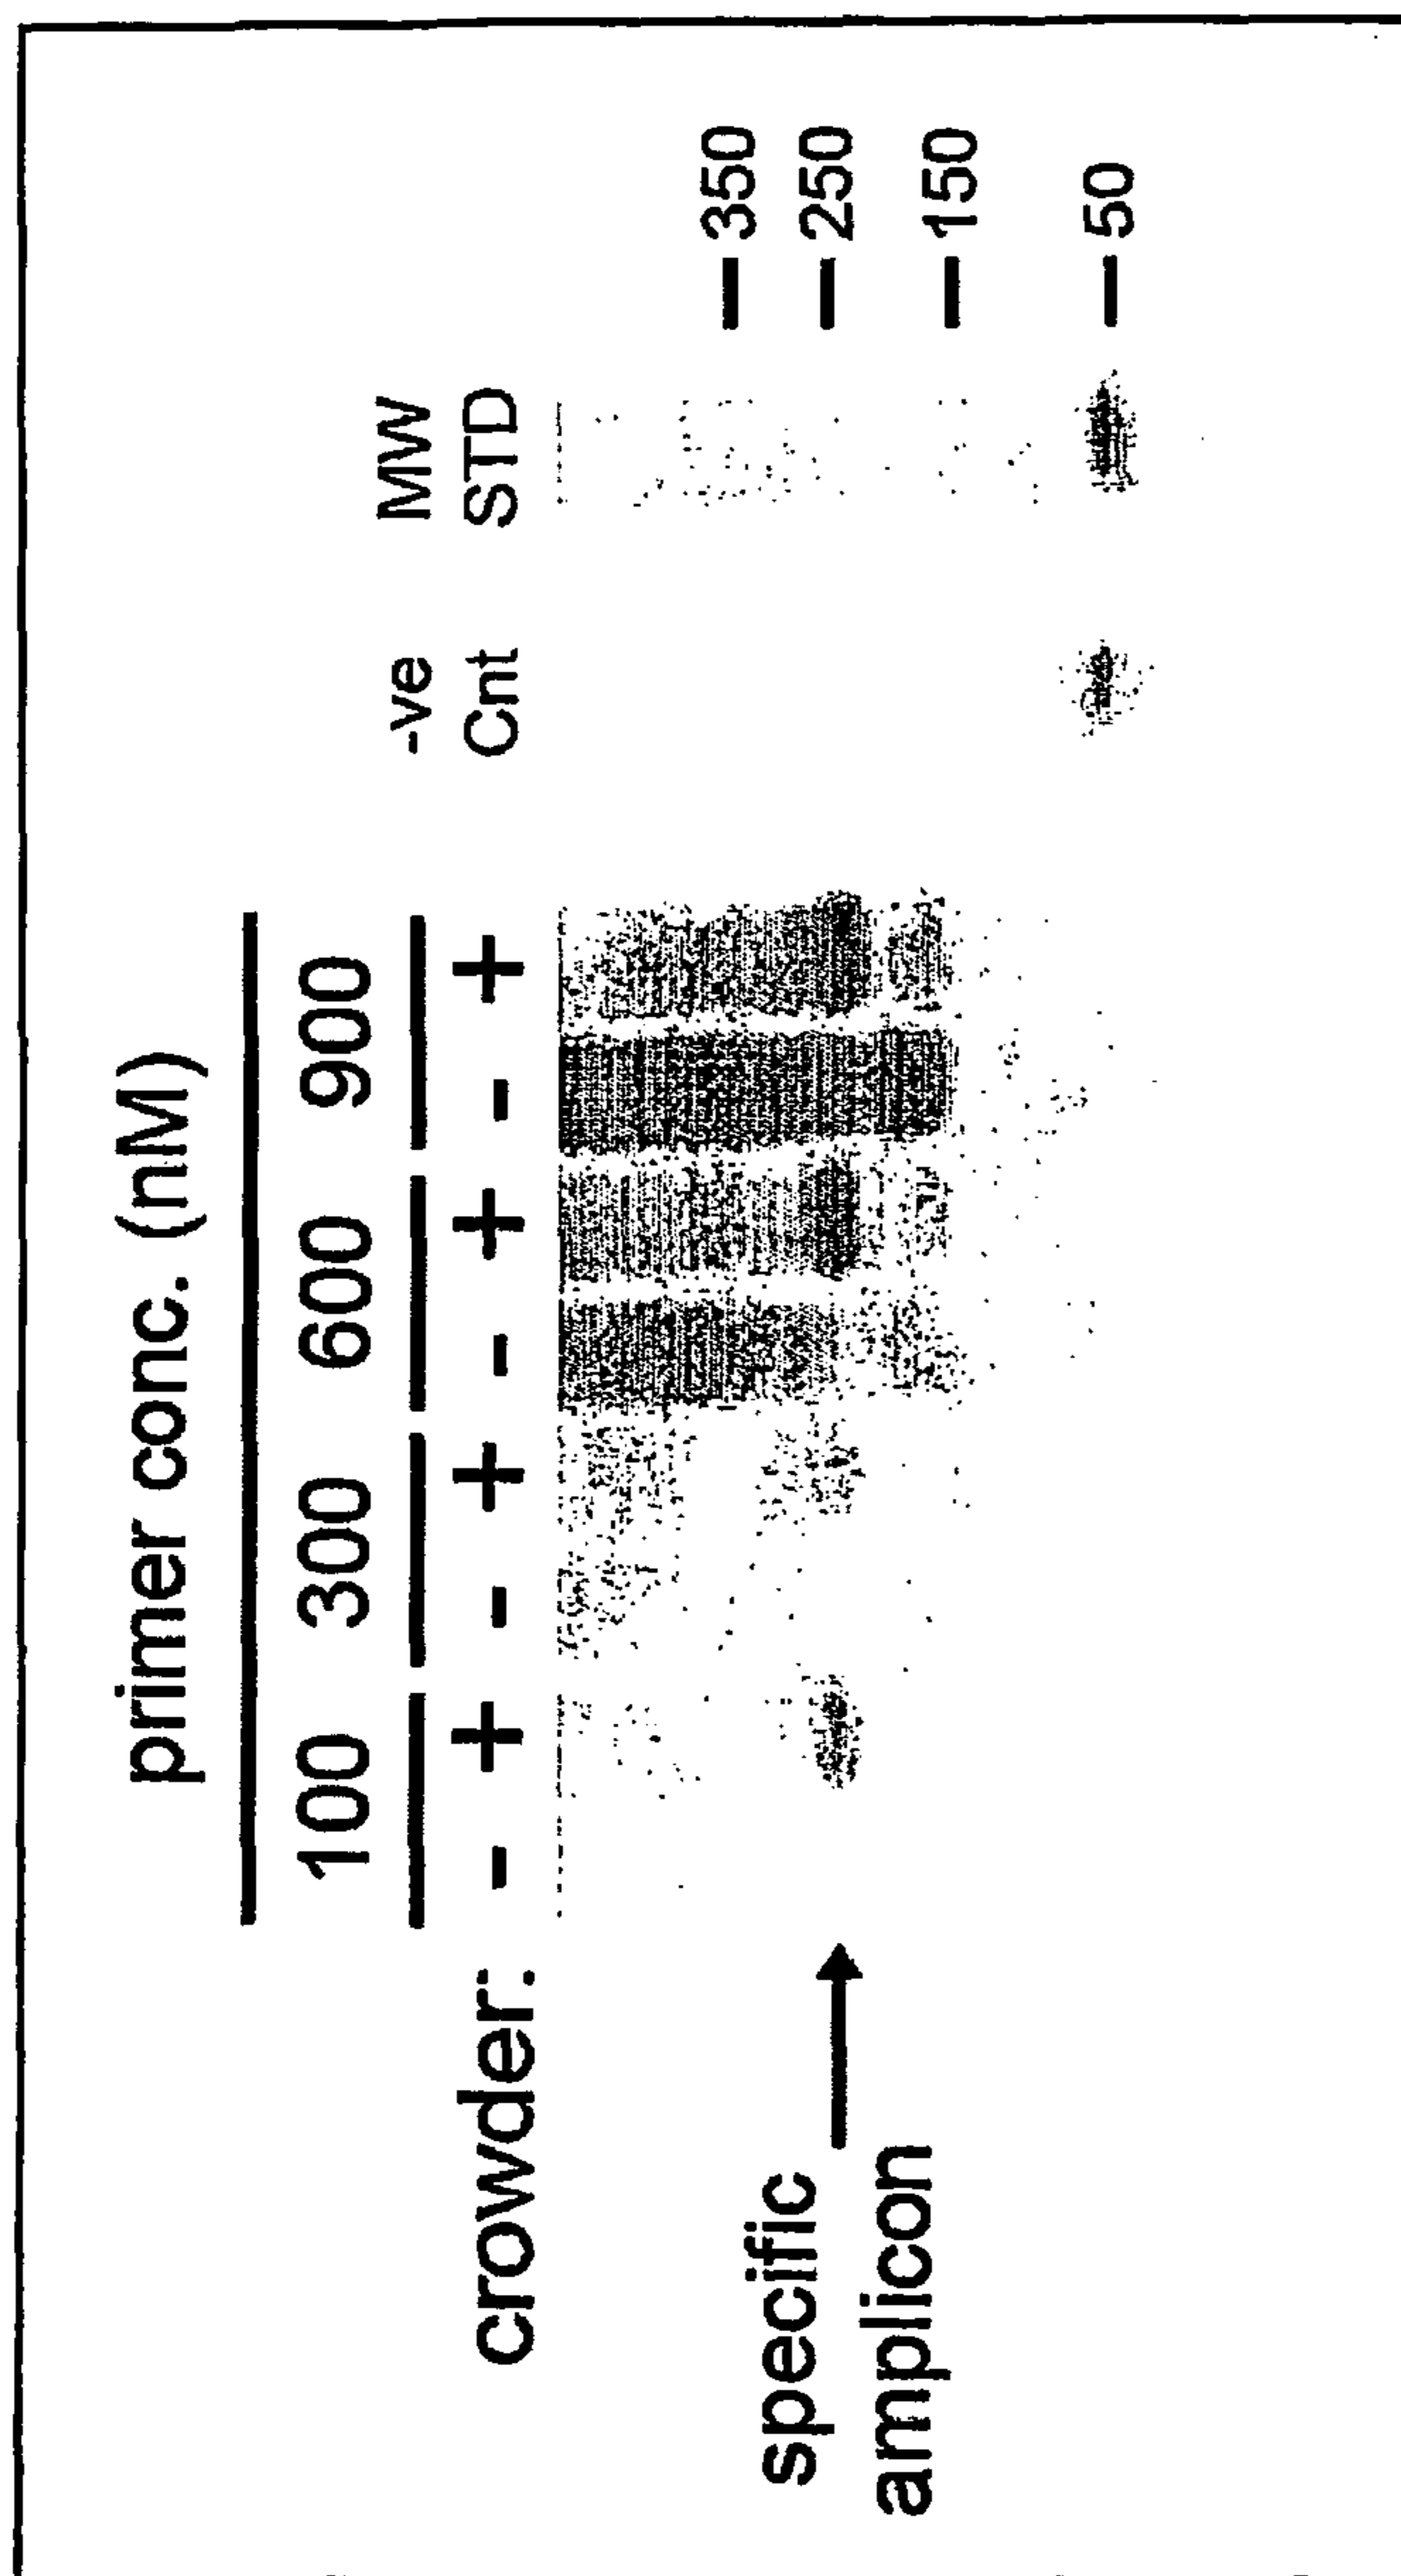 primer conc. (nM)
100 300 600 900
-ve MW
crowder: - + - + - + - + Cnt STD
350
specific 250
amplicon 150
50